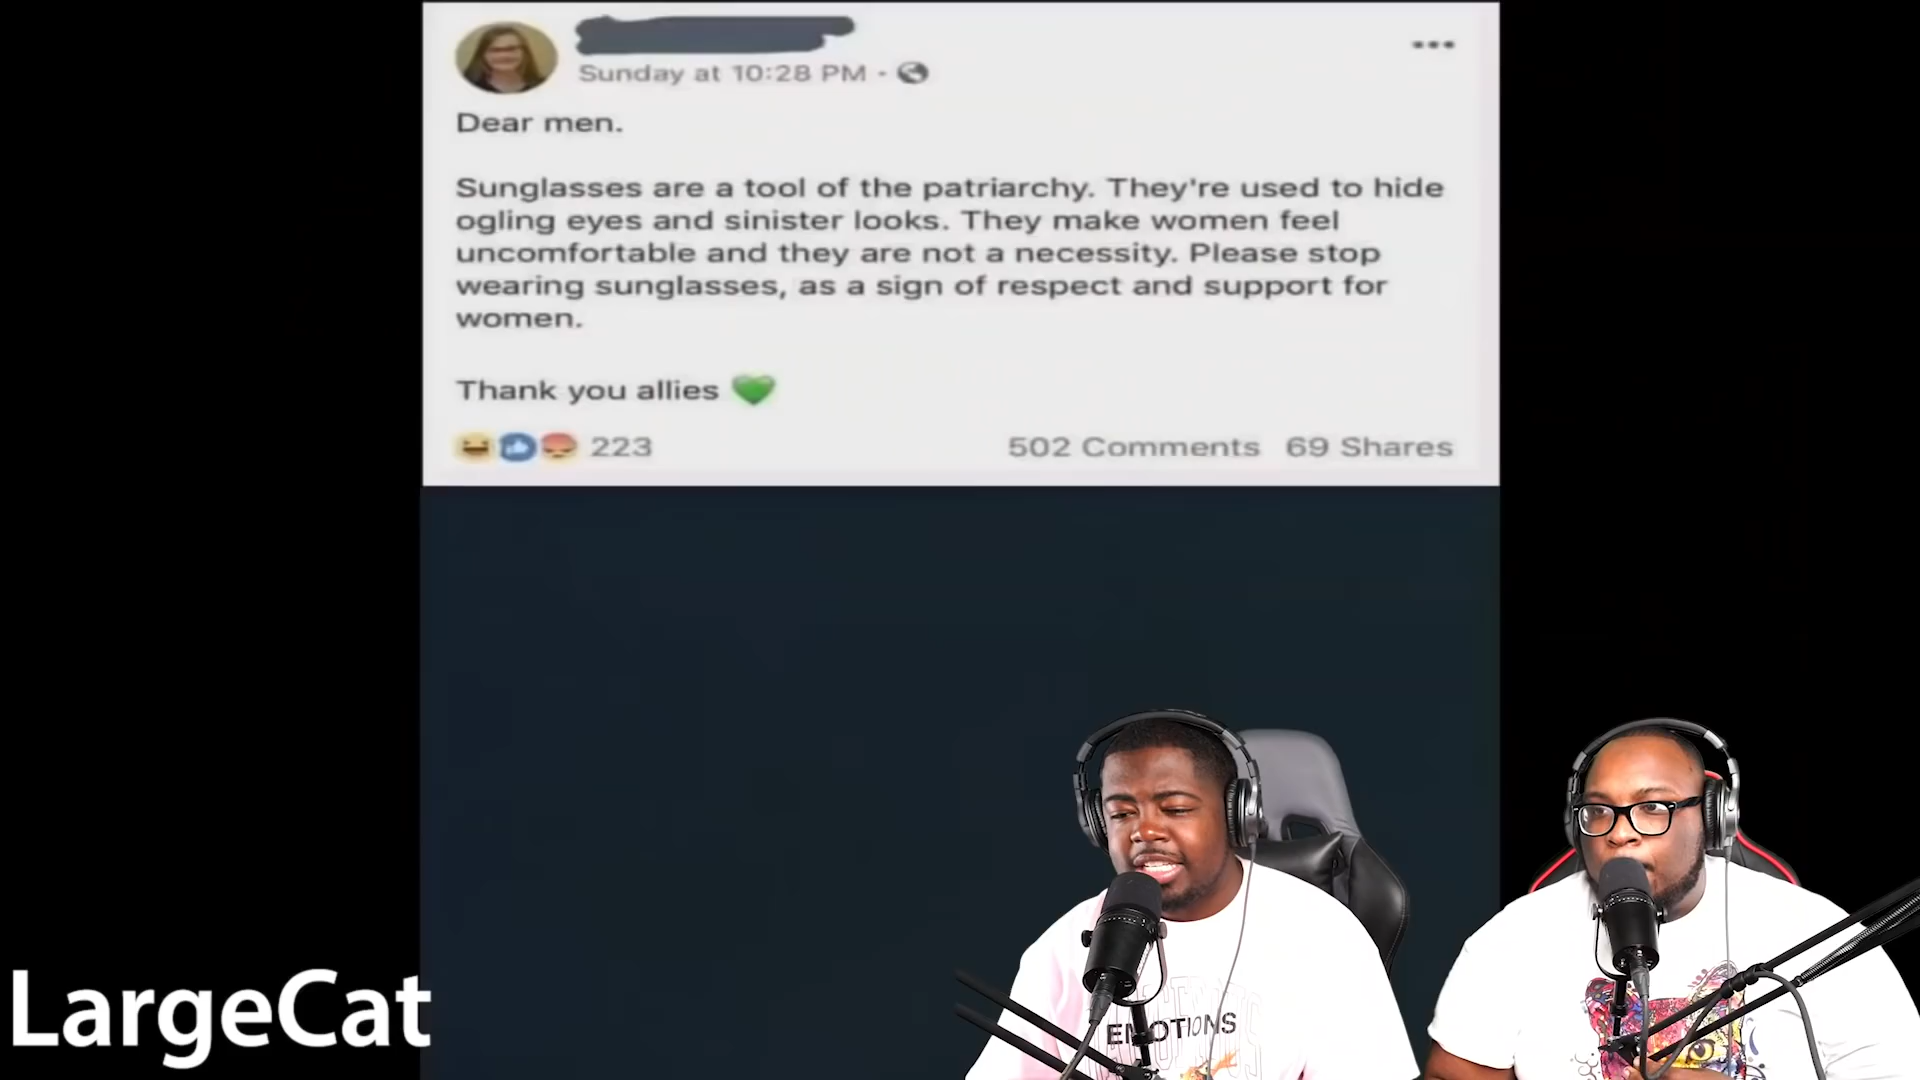 Sunday at 10:28 PM
Dear men.
Sunglasses are a tool of the patriarchy. They're used to hide
ogling eyes and sinister looks. They make women feel
uncomfortable and they are not a necessity. Please stop
wearing sunglasses, as a sign of respect and support for
women.
Thank you allies
223
502 Comments 69 Shares
LargeCat
EMOTIONS